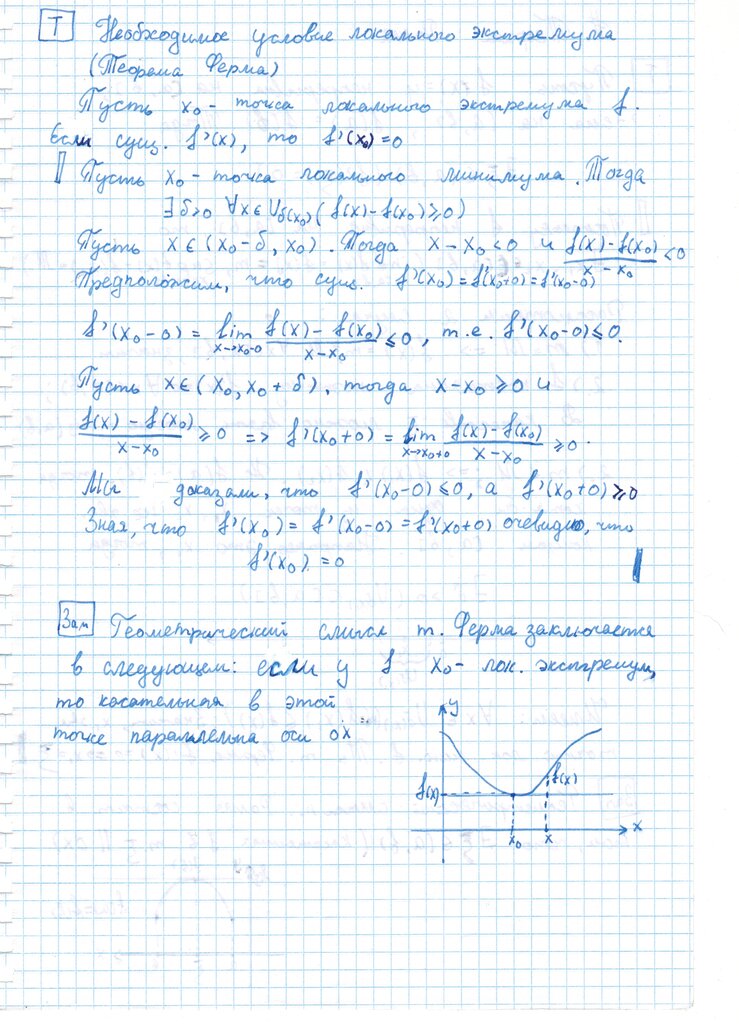 Т Необходимое условие локального экстремума
(Теорема Ферма)
Пусть x₀ - точка локального экстремума f.
Если сущ. f'(x), то f'(x₀)=0
Пусть x₀ - точка локального минимума. Тогда
∃ δ>0 ∀x ∈ U_δ(x₀) (f(x)-f(x₀) ≥0)
Пусть x∈(x₀-δ, x₀). Тогда x-x₀<0 и (f(x)-f(x₀))/(x-x₀) <0
Предположим, что сущ. f'(x₀)=f'(x₀+0)=f'(x₀-0)
f'(x₀-0) = lim_{x→x₀-0} (f(x)-f(x₀))/(x-x₀) ≤0, т.е. f'(x₀-0)≤0.
Пусть x∈(x₀, x₀+δ), тогда x-x₀ ≥0 и
(f(x)-f(x₀))/(x-x₀) ≥0 => f'(x₀+0) = lim_{x→x₀+0} (f(x)-f(x₀))/(x-x₀) ≥0.
Мы доказали, что f'(x₀-0) ≤0, а f'(x₀+0) ≥0
Зная, что f'(x₀) = f'(x₀-0) = f'(x₀+0) очевидно, что
f'(x₀) = 0
Зам Геометрический смысл т. Ферма заключается
в следующем: если у f x₀ - лок. экстремум,
то касательная в этой
точке параллельна оси ox
y
f(x)
f(x)
x₀ x x